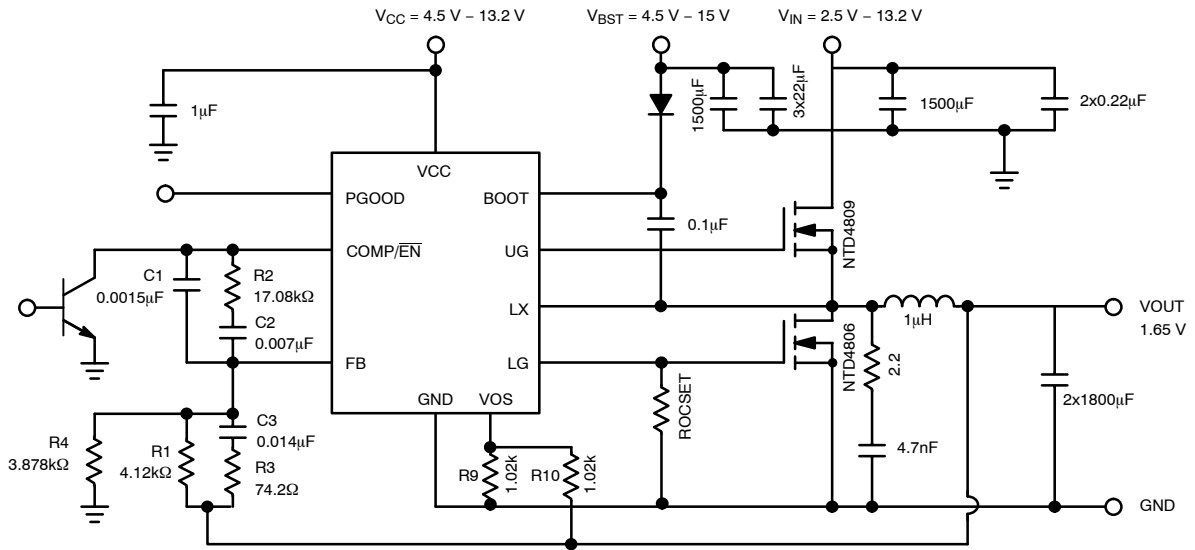 V_CC = 4.5 V − 13.2 V
V_BST = 4.5 V − 15 V
V_IN = 2.5 V − 13.2 V
1μF
1500μF
3x22μF
1500μF
2x0.22μF
VCC
PGOOD
BOOT
0.1μF
NTD4809
COMP/EN
UG
C1
0.0015μF
R2
17.08kΩ
C2
0.007μF
LX
1μH
VOUT
1.65 V
FB
LG
NTD4806
2.2
GND
VOS
ROCSET
2x1800μF
C3
0.014μF
R4
3.878kΩ
R1
4.12kΩ
R3
74.2Ω
R9
1.02k
R10
1.02k
4.7nF
GND